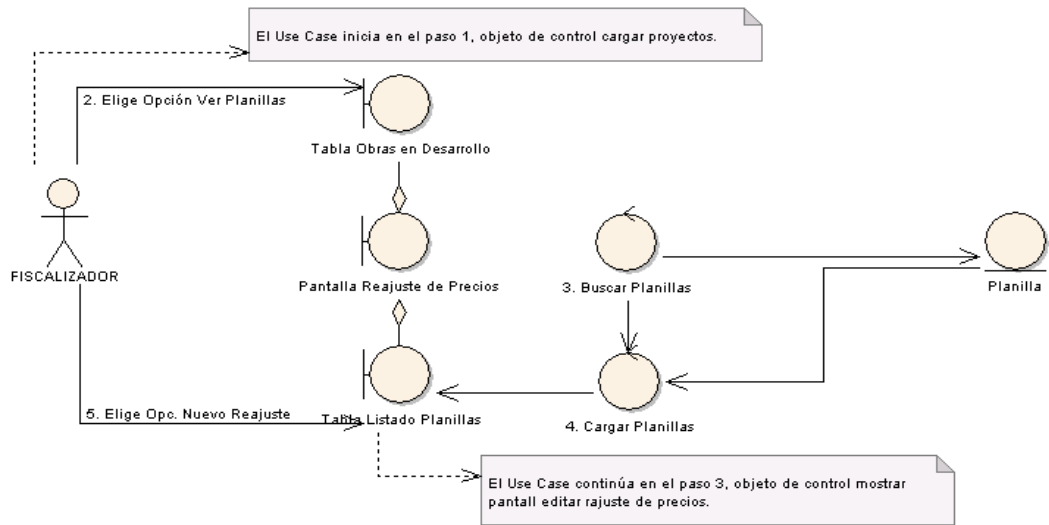 El Use Case inicia en el paso 1, objeto de control cargar proyectos.
2. Elige Opción Ver Planillas
Tabla Obras en Desarrollo
FISCALIZADOR
Pantalla Reajuste de Precios
3. Buscar Planillas
Planilla
5. Elige Opc. Nuevo Reajuste
Tabla Listado Planillas
4. Cargar Planillas
El Use Case continúa en el paso 3, objeto de control mostrar
pantall editar rajuste de precios.